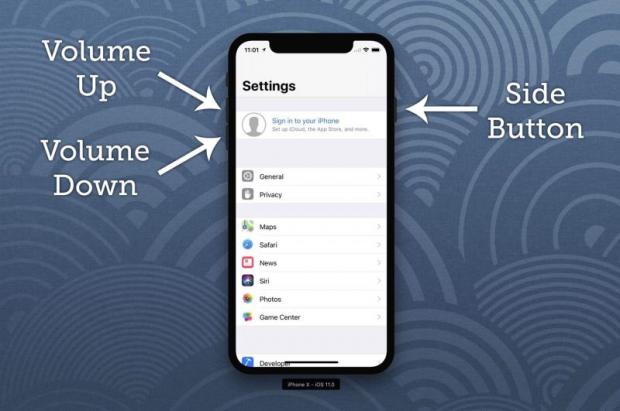 Volume
Up
Volume
Down
Side
Button
11:01
Settings
Sign in to your iPhone
Set up iCloud, the App Store, and more.
General
Privacy
Maps
Safari
News
Siri
Photos
Game Center
Developer
iPhone X - iOS 11.0